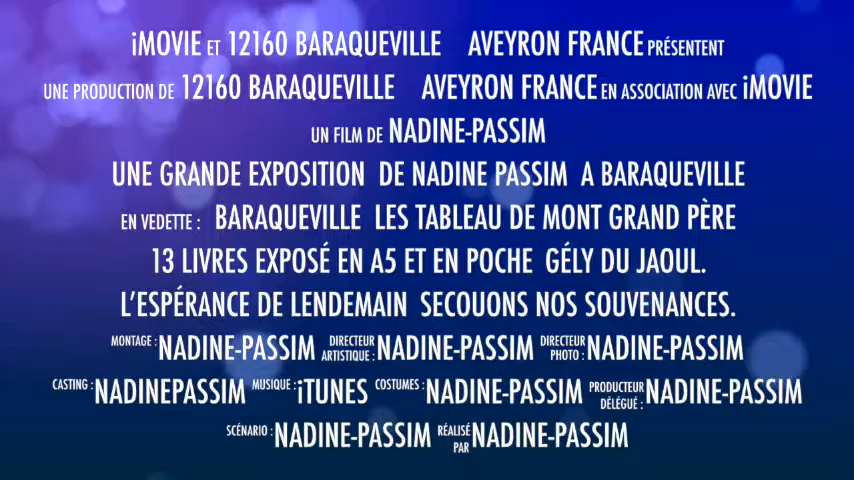 iMOVIE ET 12160 BARAQUEVILLE AVEYRON FRANCE PRÉSENTENT
UNE PRODUCTION DE 12160 BARAQUEVILLE AVEYRON FRANCE EN ASSOCIATION AVEC iMOVIE
UN FILM DE NADINE-PASSIM
UNE GRANDE EXPOSITION DE NADINE PASSIM A BARAQUEVILLE
EN VEDETTE : BARAQUEVILLE LES TABLEAU DE MONT GRAND PÈRE
13 LIVRES EXPOSÉ EN A5 ET EN POCHE GÉLY DU JAOUL.
L'ESPÉRANCE DE LENDEMAIN SECOUONS NOS SOUVENANCES.
MONTAGE : NADINE-PASSIM DIRECTEUR ARTISTIQUE : NADINE-PASSIM DIRECTEUR PHOTO : NADINE-PASSIM
CASTING : NADINEPASSIM MUSIQUE : iTUNES COSTUMES : NADINE-PASSIM PRODUCTEUR DÉLÉGUÉ : NADINE-PASSIM
SCÉNARIO : NADINE-PASSIM RÉALISÉ PAR NADINE-PASSIM